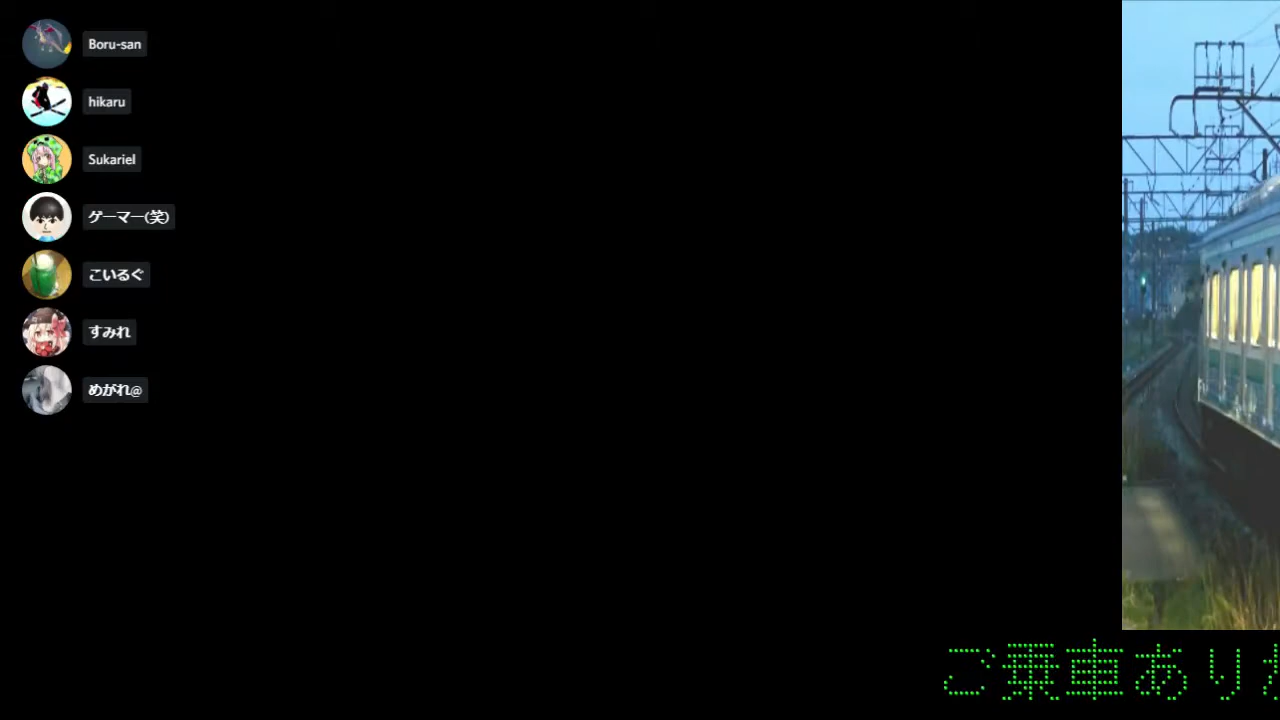 Boru-san
hikaru
Sukariel
ゲーマー(笑)
こいるぐ
すみれ
めがれ@
ご乗車あり